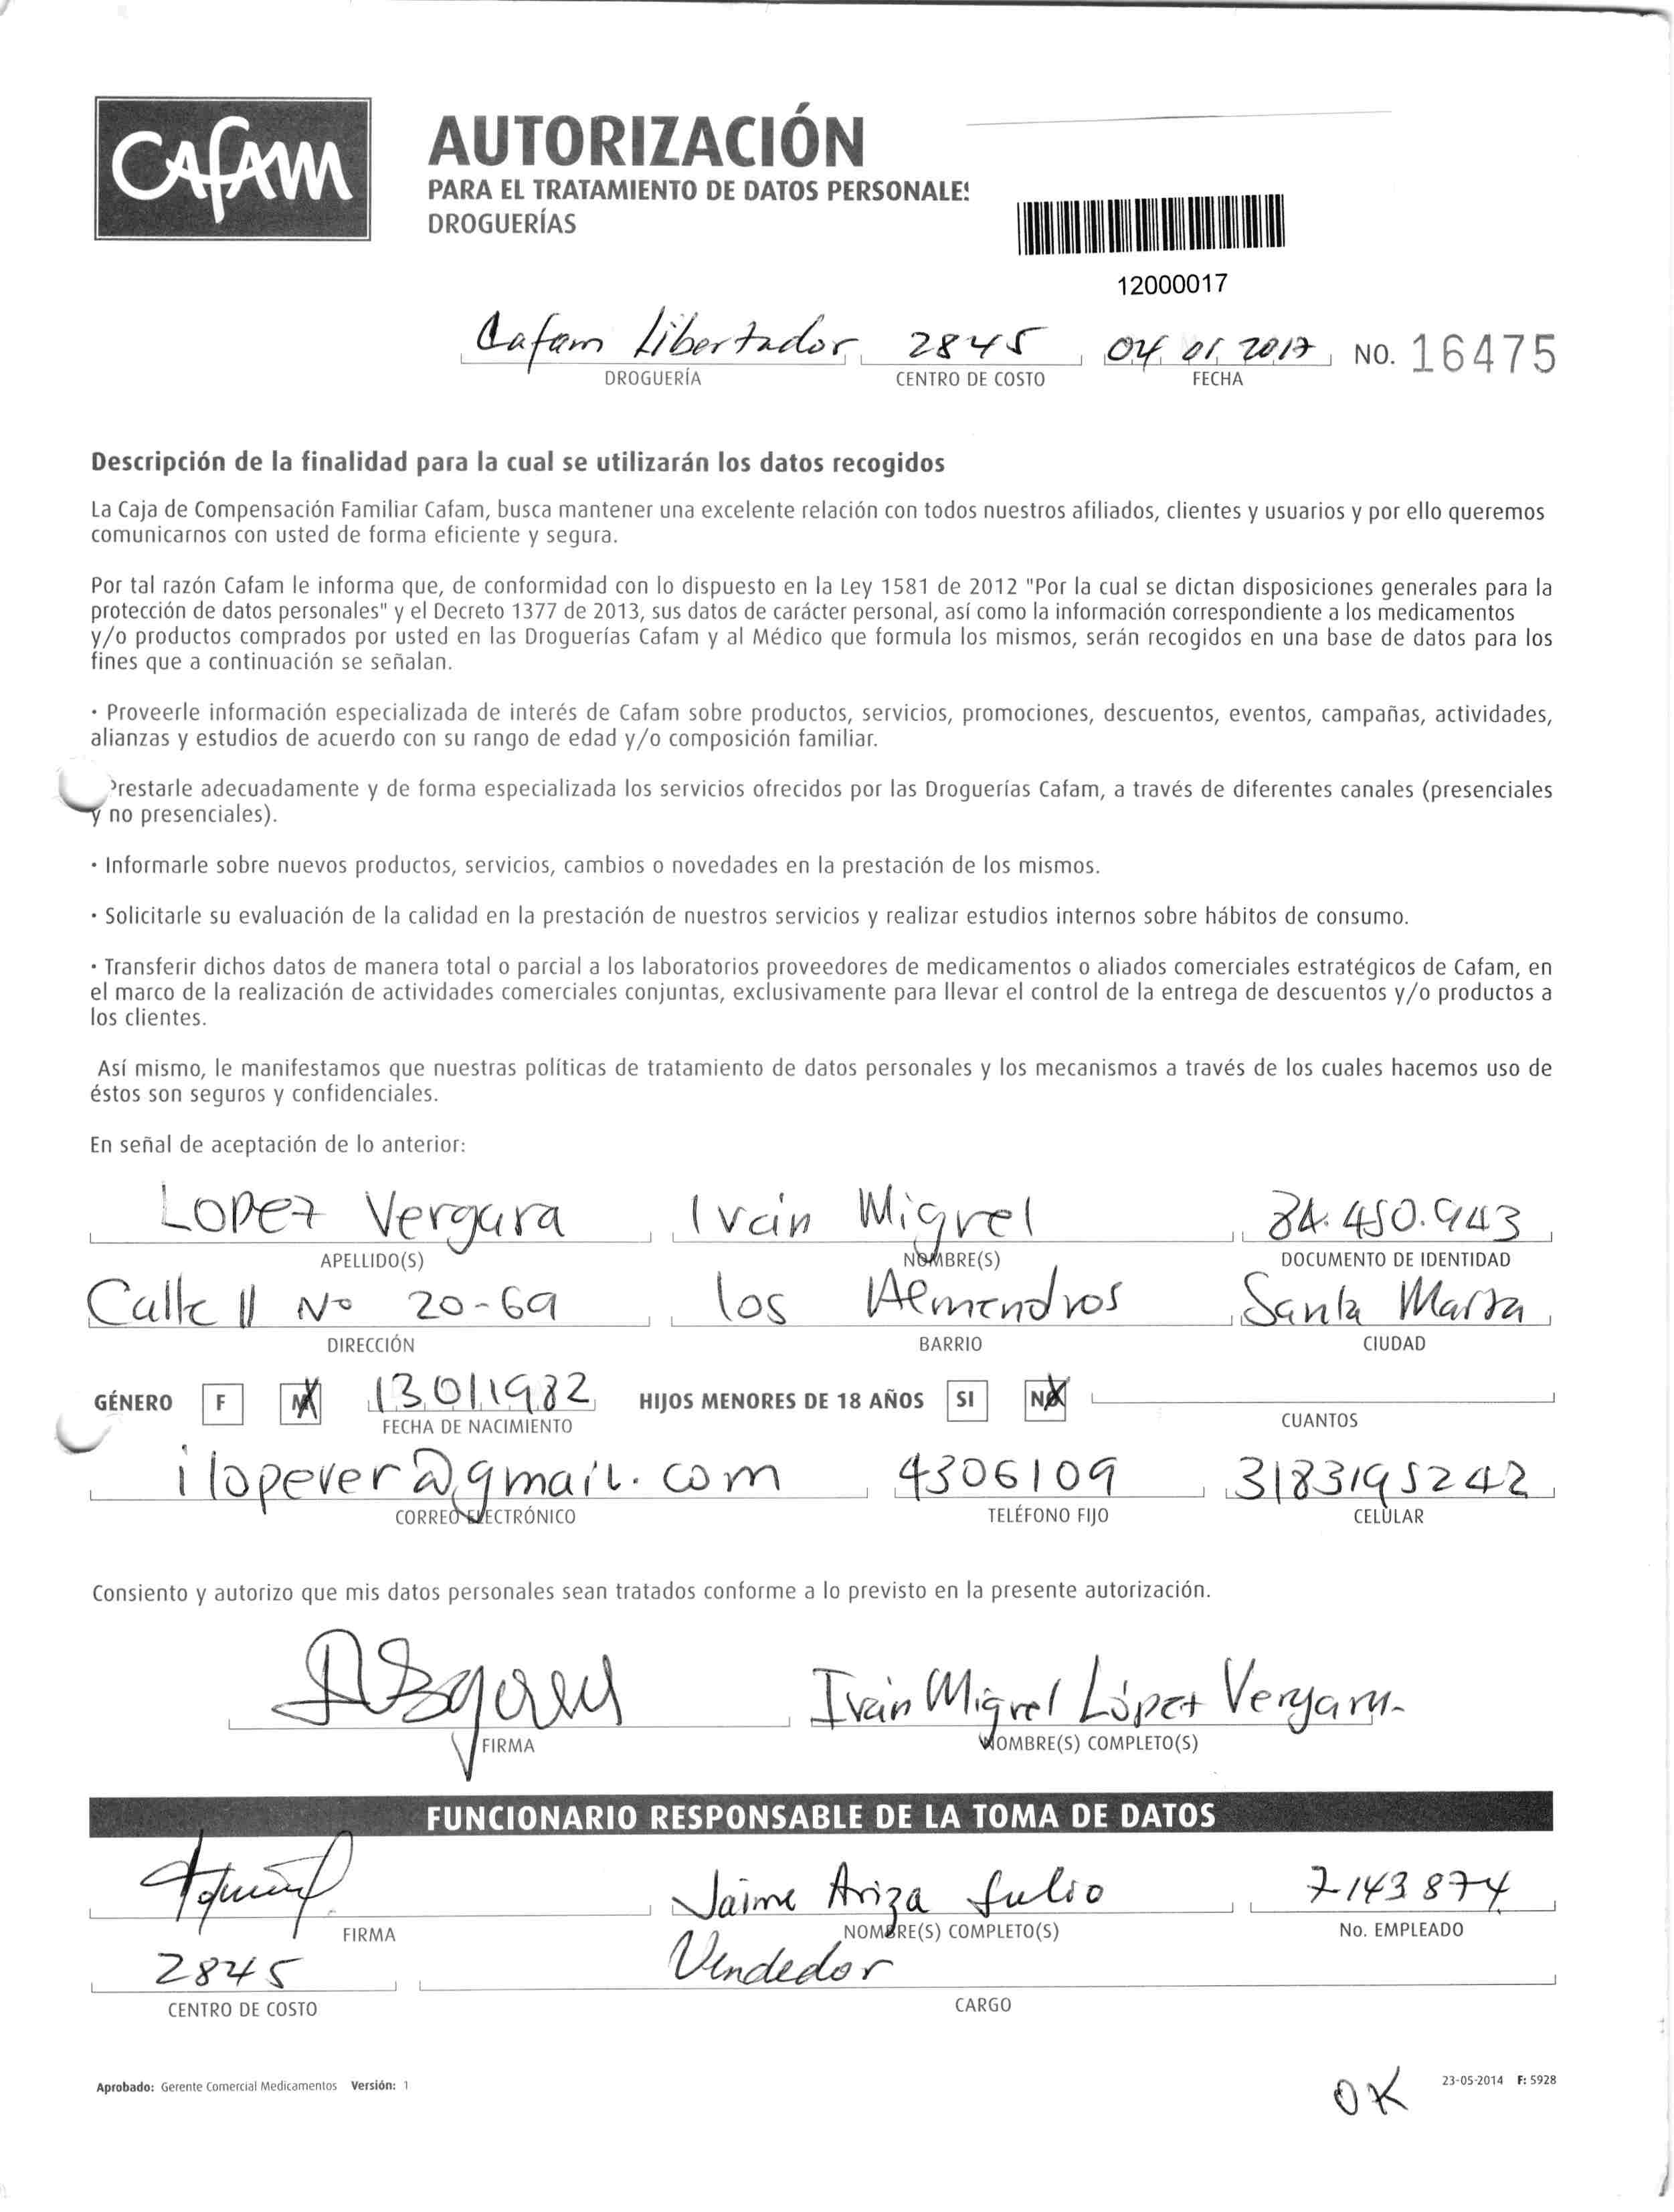 CAFAM
AUTORIZACIÓN
PARA EL TRATAMIENTO DE DATOS PERSONALE
DROGUERÍAS
12000017
Cafam Libertador 2845 04 01 2017 NO. 16475
DROGUERÍA CENTRO DE COSTO FECHA
Descripción de la finalidad para la cual se utilizarán los datos recogidos
La Caja de Compensación Familiar Cafam, busca mantener una excelente relación con todos nuestros afiliados, clientes y usuarios y por ello queremos
comunicarnos con usted de forma eficiente y segura.
Por tal razón Cafam le informa que, de conformidad con lo dispuesto en la Ley 1581 de 2012 "Por la cual se dictan disposiciones generales para la
protección de datos personales" y el Decreto 1377 de 2013, sus datos de carácter personal, así como la información correspondiente a los medicamentos
y/o productos comprados por usted en las Droguerías Cafam y al Médico que formula los mismos, serán recogidos en una base de datos para los
fines que a continuación se señalan.
· Proveerle información especializada de interés de Cafam sobre productos, servicios, promociones, descuentos, eventos, campañas, actividades,
alianzas y estudios de acuerdo con su rango de edad y/o composición familiar.
Prestarle adecuadamente y de forma especializada los servicios ofrecidos por las Droguerías Cafam, a través de diferentes canales (presenciales
y no presenciales).
· Informarle sobre nuevos productos, servicios, cambios o novedades en la prestación de los mismos.
· Solicitarle su evaluación de la calidad en la prestación de nuestros servicios y realizar estudios internos sobre hábitos de consumo.
· Transferir dichos datos de manera total o parcial a los laboratorios proveedores de medicamentos o aliados comerciales estratégicos de Cafam, en
el marco de la realización de actividades comerciales conjuntas, exclusivamente para llevar el control de la entrega de descuentos y/o productos a
los clientes.
Así mismo, le manifestamos que nuestras políticas de tratamiento de datos personales y los mecanismos a través de los cuales hacemos uso de
éstos son seguros y confidenciales.
En señal de aceptación de lo anterior:
Lopez Vergara Iván Miguel 84.450.943
APELLIDO(S) NOMBRE(S) DOCUMENTO DE IDENTIDAD
Calle 11 No 20-69 los Almendros Santa Marta
DIRECCIÓN BARRIO CIUDAD
GÉNERO F M 13011982 HIJOS MENORES DE 18 AÑOS SI NO
FECHA DE NACIMIENTO CUANTOS
ilopever@gmail.com 4306109 3183195242
CORREO ELECTRÓNICO TELÉFONO FIJO CELULAR
Consiento y autorizo que mis datos personales sean tratados conforme a lo previsto en la presente autorización.
Iván Miguel López Vergara
FIRMA NOMBRE(S) COMPLETO(S)
FUNCIONARIO RESPONSABLE DE LA TOMA DE DATOS
Jaime Ariza Julio 7143874
FIRMA NOMBRE(S) COMPLETO(S) No. EMPLEADO
2845 Vendedor
CENTRO DE COSTO CARGO
Aprobado: Gerente Comercial Medicamentos Versión: 1 OK 23-05-2014 F: 5928